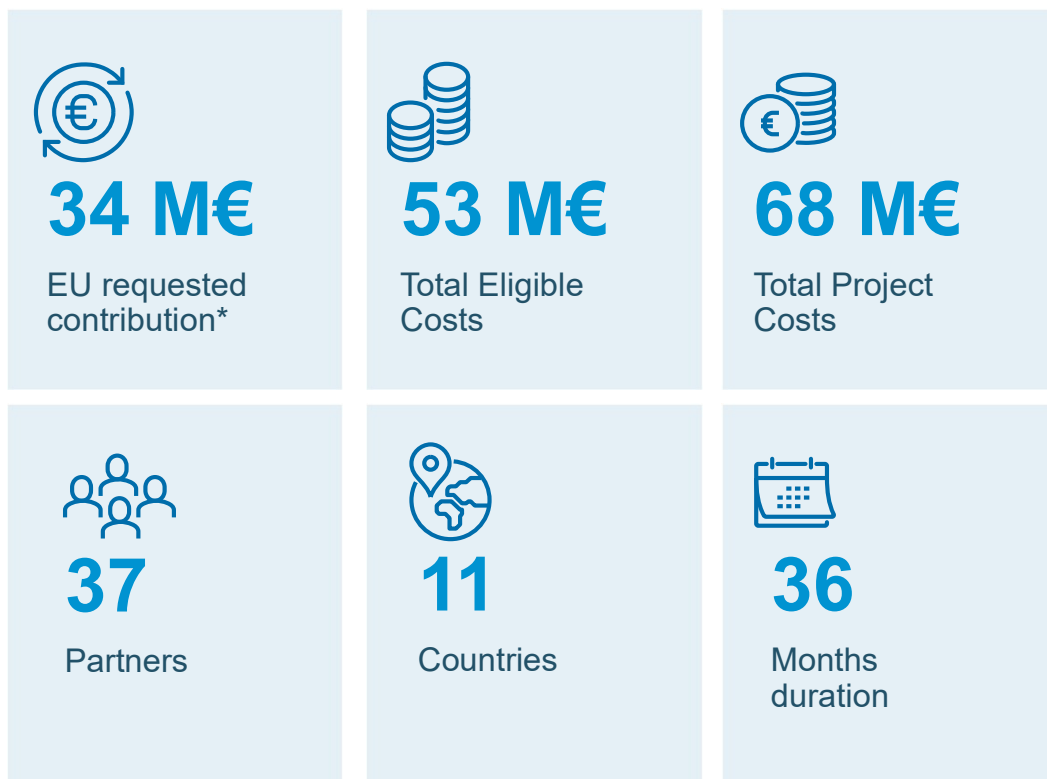 34 M€
EU requested
contribution*
53 M€
Total Eligible
Costs
68 M€
Total Project
Costs
37
Partners
11
Countries
36
Months
duration